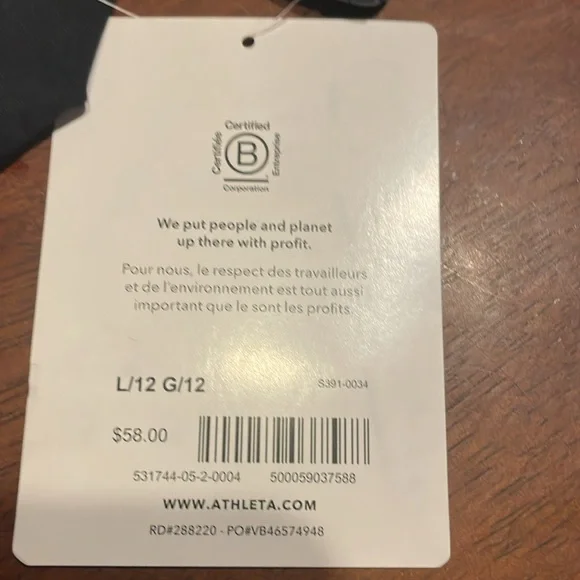 Certified
Certifiée
B
Entreprise
Corporation
We put people and planet
up there with profit.
Pour nous, le respect des travailleurs
et de l'environnement est tout aussi
important que le sont les profits.
L/12 G/12
S391-0034
$58.00
531744-05-2-0004 500059037588
WWW.ATHLETA.COM
RD#288220 - PO#VB46574948